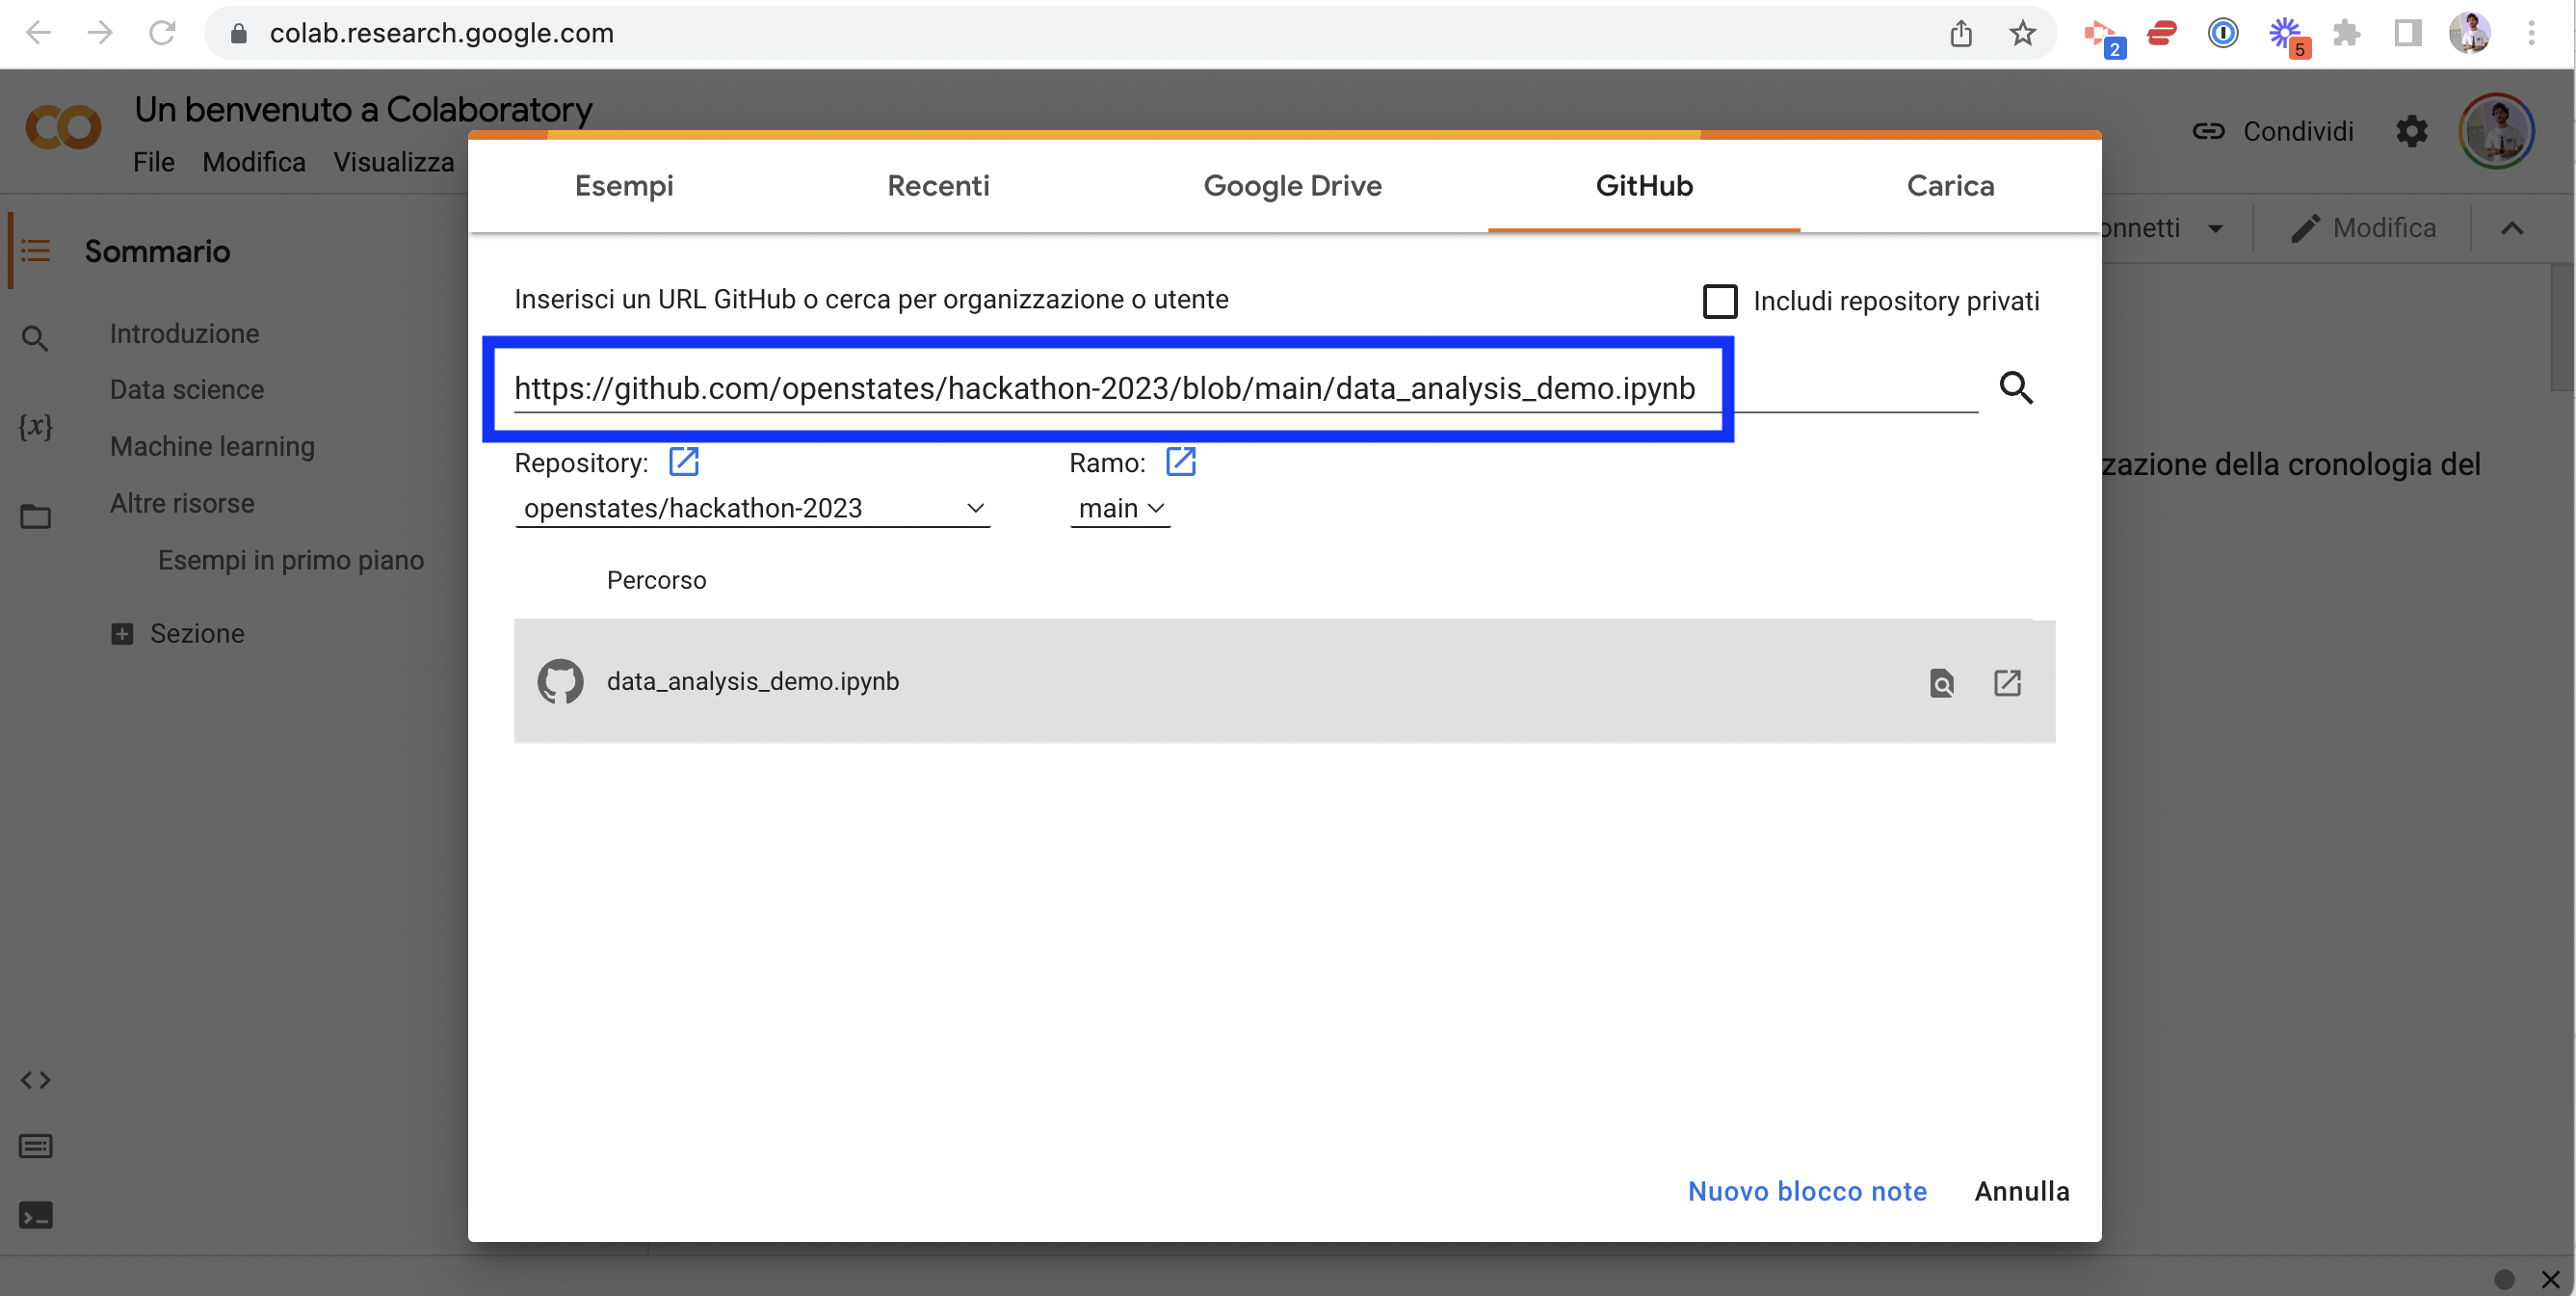 colab.research.google.com
2
5
Un benvenuto a Colaboratory
File Modifica Visualizza
Condividi
Esempi Recenti Google Drive GitHub Carica
onnetti Modifica
Sommario
Introduzione
Data science
Machine learning
Altre risorse
Esempi in primo piano
Sezione
{x}
Inserisci un URL GitHub o cerca per organizzazione o utente
Includi repository privati
https://github.com/openstates/hackathon-2023/blob/main/data_analysis_demo.ipynb
Repository: Ramo:
openstates/hackathon-2023 main
Percorso
data_analysis_demo.ipynb
zazione della cronologia del
Nuovo blocco note Annulla